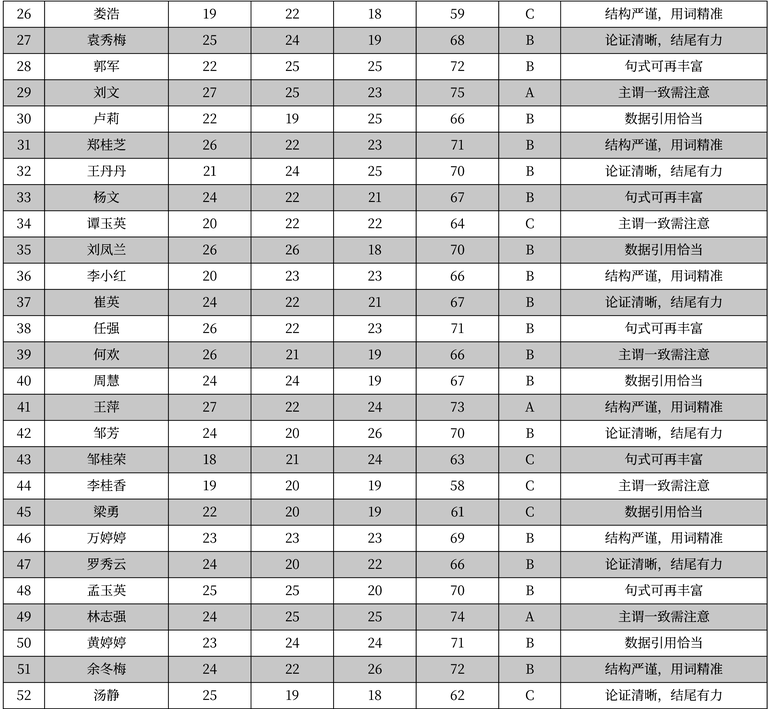 26 娄浩 19 22 18 59 C 结构严谨，用词精准
27 袁秀梅 25 24 19 68 B 论证清晰，结尾有力
28 郭军 22 25 25 72 B 句式可再丰富
29 刘文 27 25 23 75 A 主谓一致需注意
30 卢莉 22 19 25 66 B 数据引用恰当
31 郑桂芝 26 22 23 71 B 结构严谨，用词精准
32 王丹丹 21 24 25 70 B 论证清晰，结尾有力
33 杨文 24 22 21 67 B 句式可再丰富
34 谭玉英 20 22 22 64 C 主谓一致需注意
35 刘凤兰 26 26 18 70 B 数据引用恰当
36 李小红 20 23 23 66 B 结构严谨，用词精准
37 崔英 24 22 21 67 B 论证清晰，结尾有力
38 任强 26 22 23 71 B 句式可再丰富
39 何欢 26 21 19 66 B 主谓一致需注意
40 周慧 24 24 19 67 B 数据引用恰当
41 王萍 27 22 24 73 A 结构严谨，用词精准
42 邹芳 24 20 26 70 B 论证清晰，结尾有力
43 邹桂荣 18 21 24 63 C 句式可再丰富
44 李桂香 19 20 19 58 C 主谓一致需注意
45 梁勇 22 20 19 61 C 数据引用恰当
46 万婷婷 23 23 23 69 B 结构严谨，用词精准
47 罗秀云 24 20 22 66 B 论证清晰，结尾有力
48 孟玉英 25 25 20 70 B 句式可再丰富
49 林志强 24 25 25 74 A 主谓一致需注意
50 黄婷婷 23 24 24 71 B 数据引用恰当
51 余冬梅 24 22 26 72 B 结构严谨，用词精准
52 汤静 25 19 18 62 C 论证清晰，结尾有力